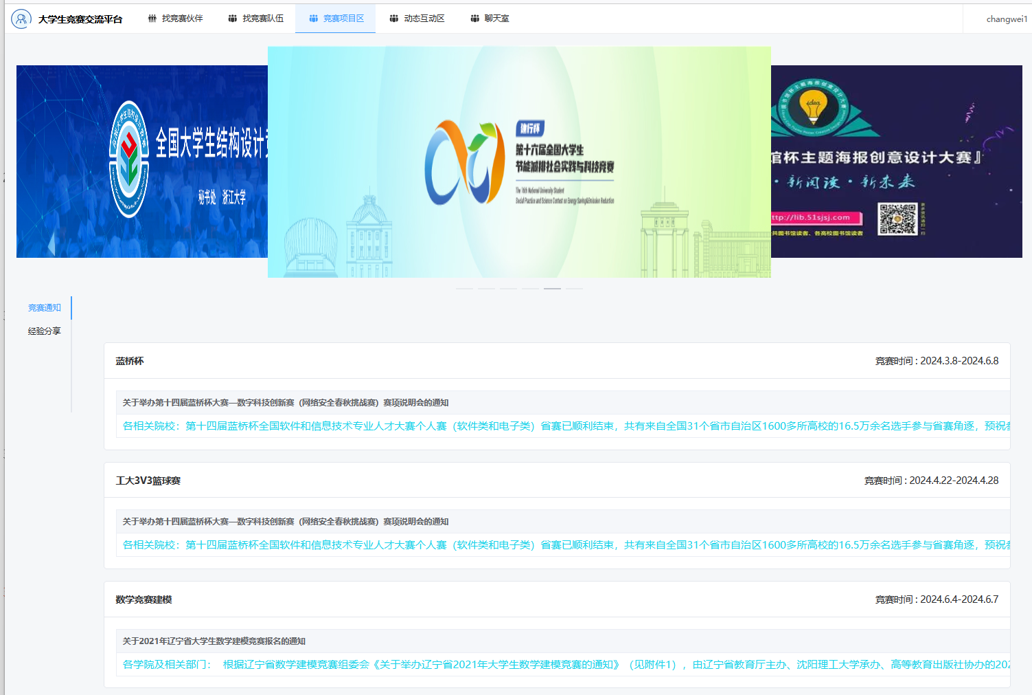 大学生竞赛交流平台
找竞赛伙伴
找竞赛队伍
竞赛项目区
动态互动区
聊天室
changwei1
全国大学生结构设计
秘书处 浙江大学
第十六届全国大学生
节能减排社会实践与科技竞赛
The 16th National University Student
Social Practice and Science Contest on Energy Saving & Emission Reduction
idea
馆杯主题海报创意设计大赛』
·新阅读·新未来
ttp://lib.51sjsj.com
竞赛通知
经验分享
蓝桥杯
竞赛时间 : 2024.3.8-2024.6.8
关于举办第十四届蓝桥杯大赛—数字科技创新赛（网络安全春秋挑战赛）赛项说明会的通知
各相关院校：第十四届蓝桥杯全国软件和信息技术专业人才大赛个人赛（软件类和电子类）省赛已顺利结束，共有来自全国31个省市自治区1600多所高校的16.5万余名选手参与省赛角逐，预祝
工大3V3篮球赛
竞赛时间 : 2024.4.22-2024.4.28
关于举办第十四届蓝桥杯大赛—数字科技创新赛（网络安全春秋挑战赛）赛项说明会的通知
各相关院校：第十四届蓝桥杯全国软件和信息技术专业人才大赛个人赛（软件类和电子类）省赛已顺利结束，共有来自全国31个省市自治区1600多所高校的16.5万余名选手参与省赛角逐，预祝
数学竞赛建模
竞赛时间 : 2024.6.4-2024.6.7
关于2021年辽宁省大学生数学建模竞赛报名的通知
各学院及相关部门： 根据辽宁省数学建模竞赛组委会《关于举办辽宁省2021年大学生数学建模竞赛的通知》（见附件1），由辽宁省教育厅主办、沈阳理工大学承办、高等教育出版社协办的202